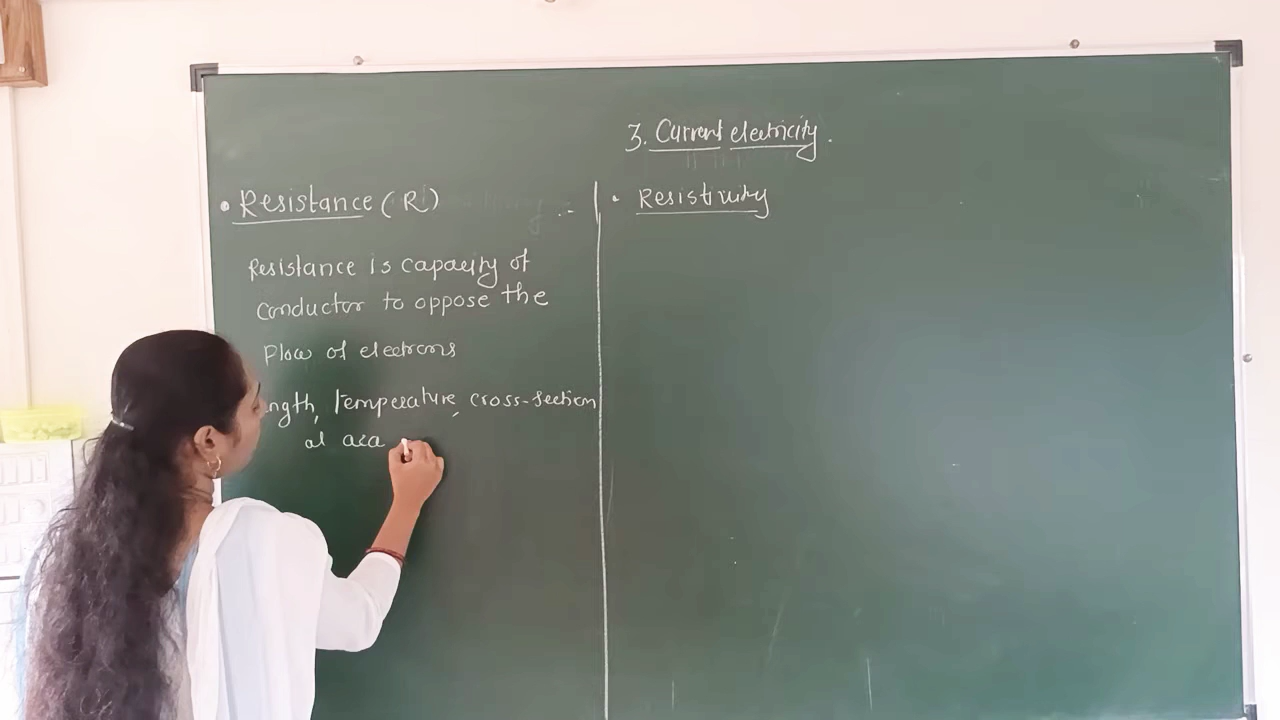 3. Current electricity.
• Resistance (R)
Resistance is capacity of
conductor to oppose the
Flow of electrons
ngth, temperature, cross-section
al
• Resistivity